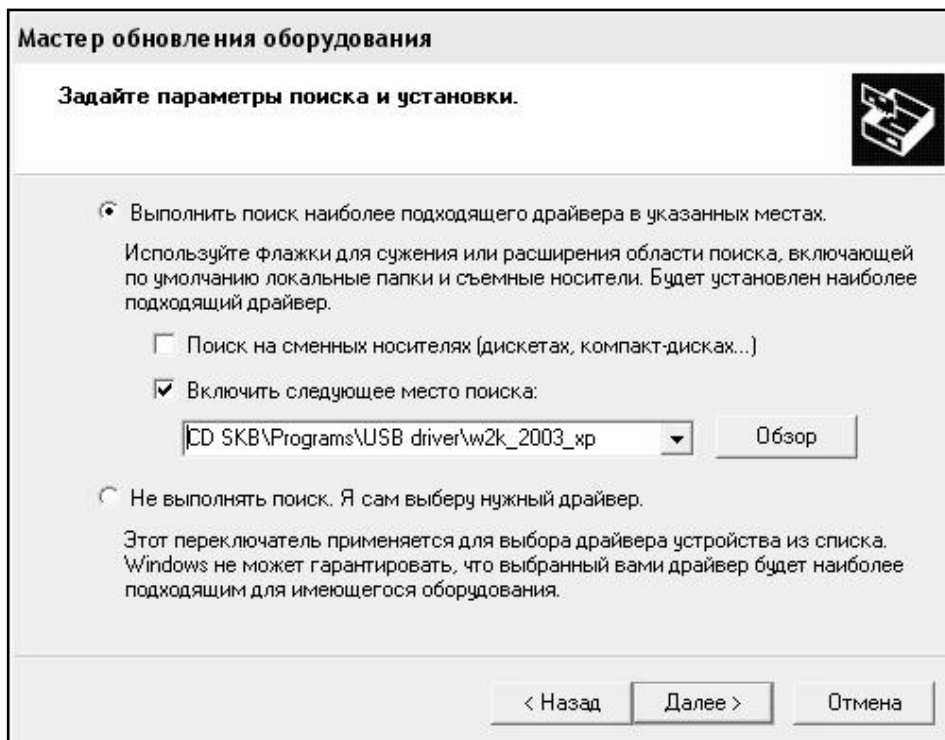 Мастер обновления оборудования
Задайте параметры поиска и установки.
Выполнить поиск наиболее подходящего драйвера в указанных местах.
Используйте флажки для сужения или расширения области поиска, включающей
по умолчанию локальные папки и съемные носители. Будет установлен наиболее
подходящий драйвер.
Поиск на сменных носителях (дискетах, компакт-дисках...)
Включить следующее место поиска:
CD SKB\Programs\USB driver\w2k_2003_xp
Обзор
Не выполнять поиск. Я сам выберу нужный драйвер.
Этот переключатель применяется для выбора драйвера устройства из списка.
Windows не может гарантировать, что выбранный вами драйвер будет наиболее
подходящим для имеющегося оборудования.
< Назад
Далее >
Отмена